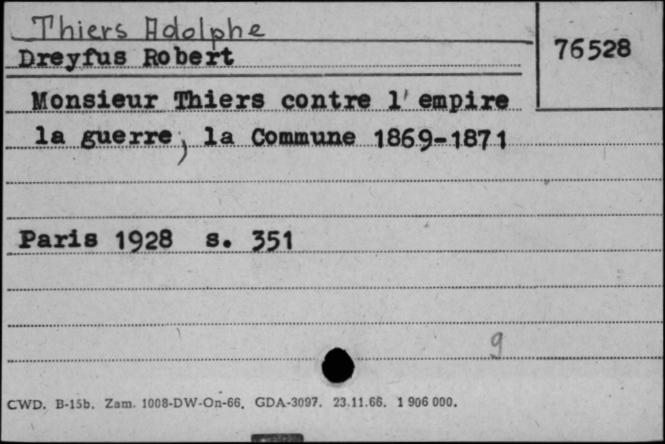 Thiers Adolphe
76528
Dreyfus Robert
Monsieur Thiers contre l'empire
la guerre, la Commune 1869-1871
Paris 1928 s. 351
9
CWD. B-15b. Zam. 1008-DW-On-66. GDA-3097. 23.11.66. 1 906 000.